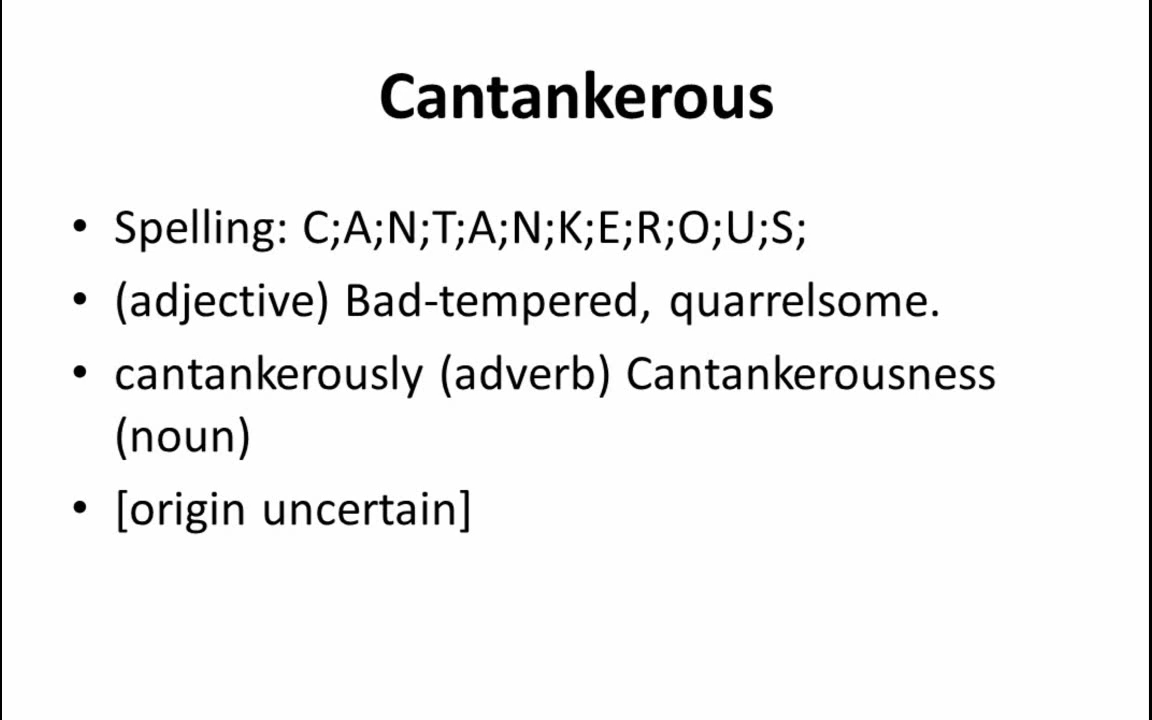 Cantankerous
• Spelling: C;A;N;T;A;N;K;E;R;O;U;S;
• (adjective) Bad-tempered, quarrelsome.
• cantankerously (adverb) Cantankerousness
(noun)
• [origin uncertain]